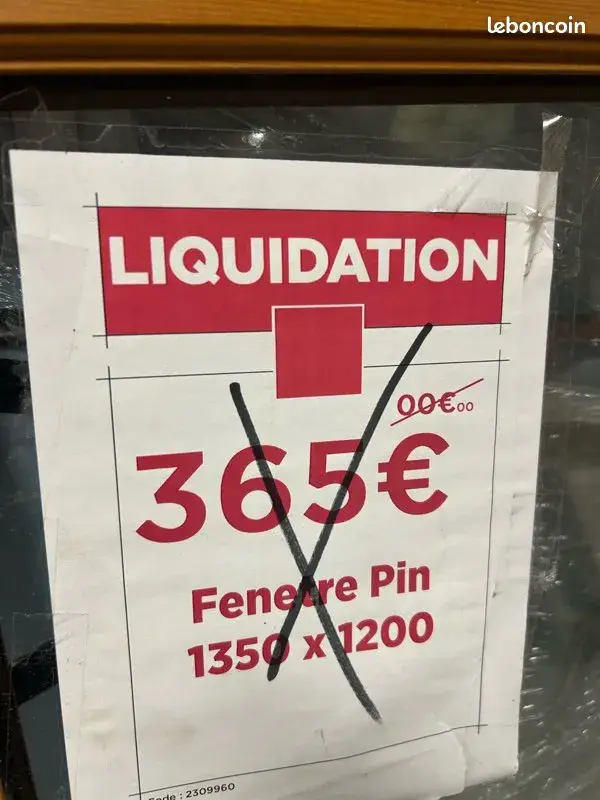 leboncoin
LIQUIDATION
00€00
365€
Fenetre Pin
1350 x 1200
Code : 2309960